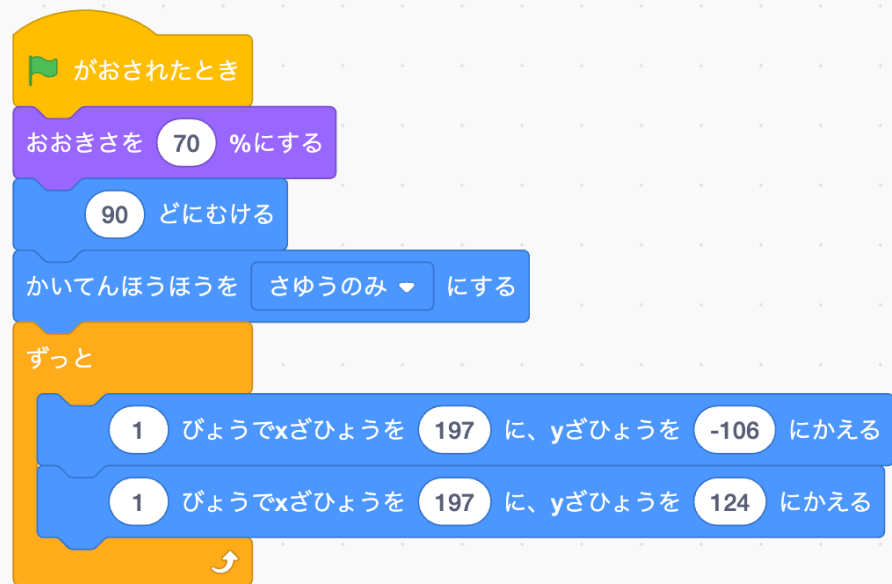 がおされたとき
おおきさを 70 %にする
90 どにむける
かいてんほうほうを さゆうのみ にする
ずっと
1 びょうでxざひょうを 197 に、yざひょうを -106 にかえる
1 びょうでxざひょうを 197 に、yざひょうを 124 にかえる